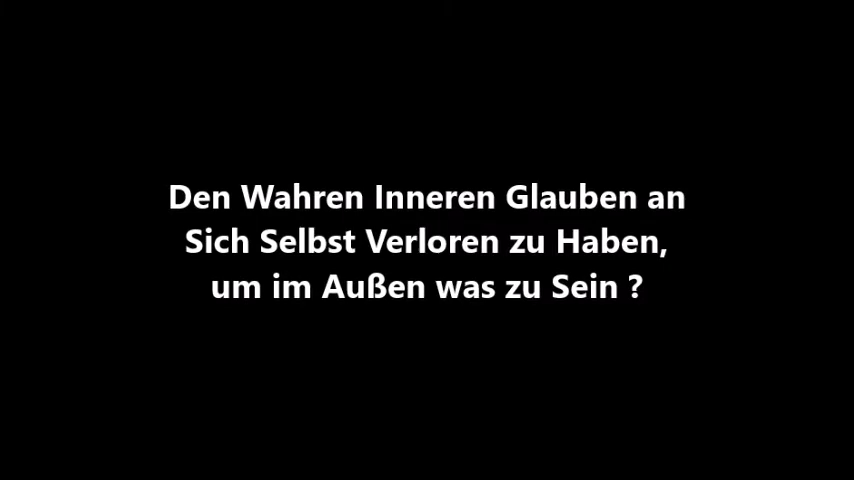 Den Wahren Inneren Glauben an
Sich Selbst Verloren zu Haben,
um im Außen was zu Sein ?